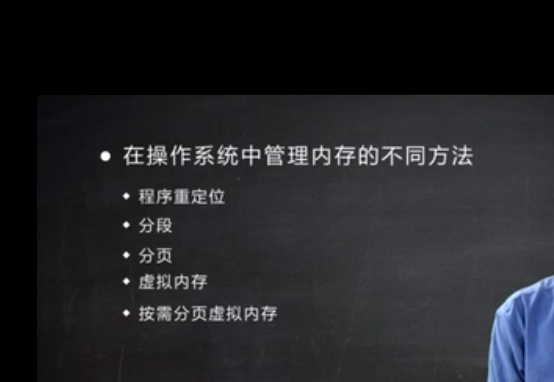 在操作系统中管理内存的不同方法
程序重定位
分段
分页
虚拟内存
按需分页虚拟内存